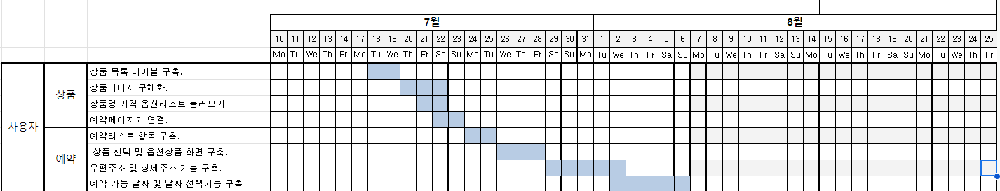 7월 8월
10 11 12 13 14 17 18 19 20 21 22 23 24 25 26 27 28 29 30 31 1 2 3 4 5 6 7 8 9 10 11 12 13 14 15 16 17 18 19 20 21 22 23 24 25
Mo Tu We Th Fr Mo Tu We Th Fr Sa Su Mo Tu We Th Fr Sa Su Mo Tu We Th Fr Sa Su Mo Tu We Th Fr Sa Su Mo Tu We Th Fr Sa Su Mo Tu We Th Fr
사용자
상품
상품 목록 테이블 구축.
상품이미지 구체화.
상품명 가격 옵션리스트 불러오기.
예약페이지와 연결.
예약
예약리스트 항목 구축.
상품 선택 및 옵션상품 화면 구축.
우편주소 및 상세주소 기능 구축.
예약 가능 날짜 및 날짜 선택기능 구축